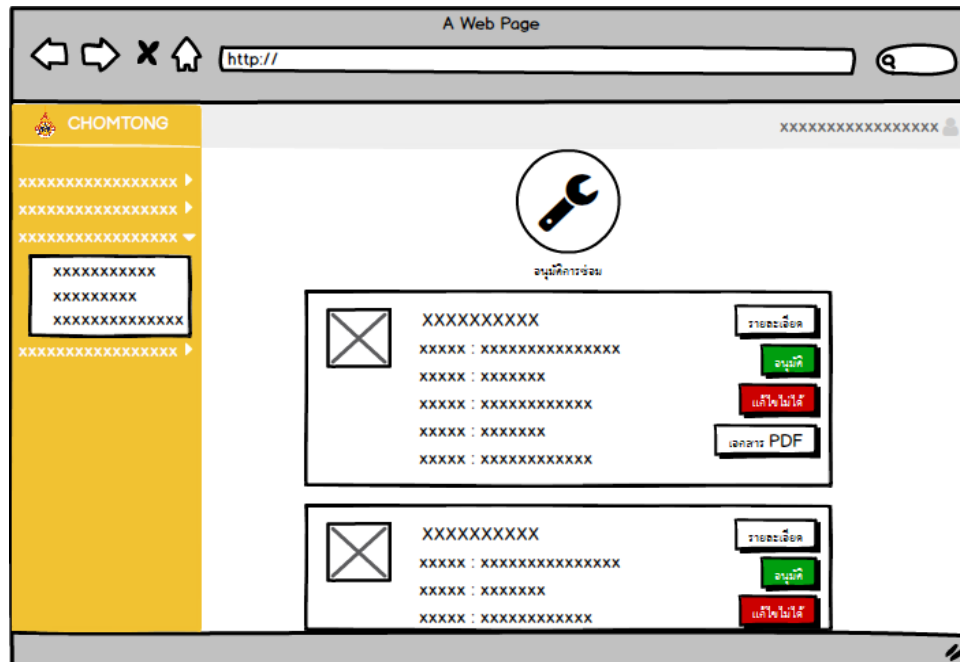 A Web Page
http://
CHOMTONG
xxxxxxxxxxxxxxxxxx
xxxxxxxxxxxxxxxxx
xxxxxxxxxxxxxxxxx
xxxxxxxxxxxxxxxxx
xxxxxxxxxxx
xxxxxxxxx
xxxxxxxxxxxxxx
xxxxxxxxxxxxxxxxx
อนุมัติการซ่อม
XXXXXXXXXX
xxxxx : xxxxxxxxxxxxxxx
xxxxx : xxxxxxx
xxxxx : xxxxxxxxxxxx
xxxxx : xxxxxxx
xxxxx : xxxxxxxxxxxx
รายละเอียด
อนุมัติ
แก้ไขไม่ได้
เอกสาร PDF
XXXXXXXXXX
xxxxx : xxxxxxxxxxxxxxx
xxxxx : xxxxxxx
xxxxx : xxxxxxxxxxxx
รายละเอียด
อนุมัติ
แก้ไขไม่ได้